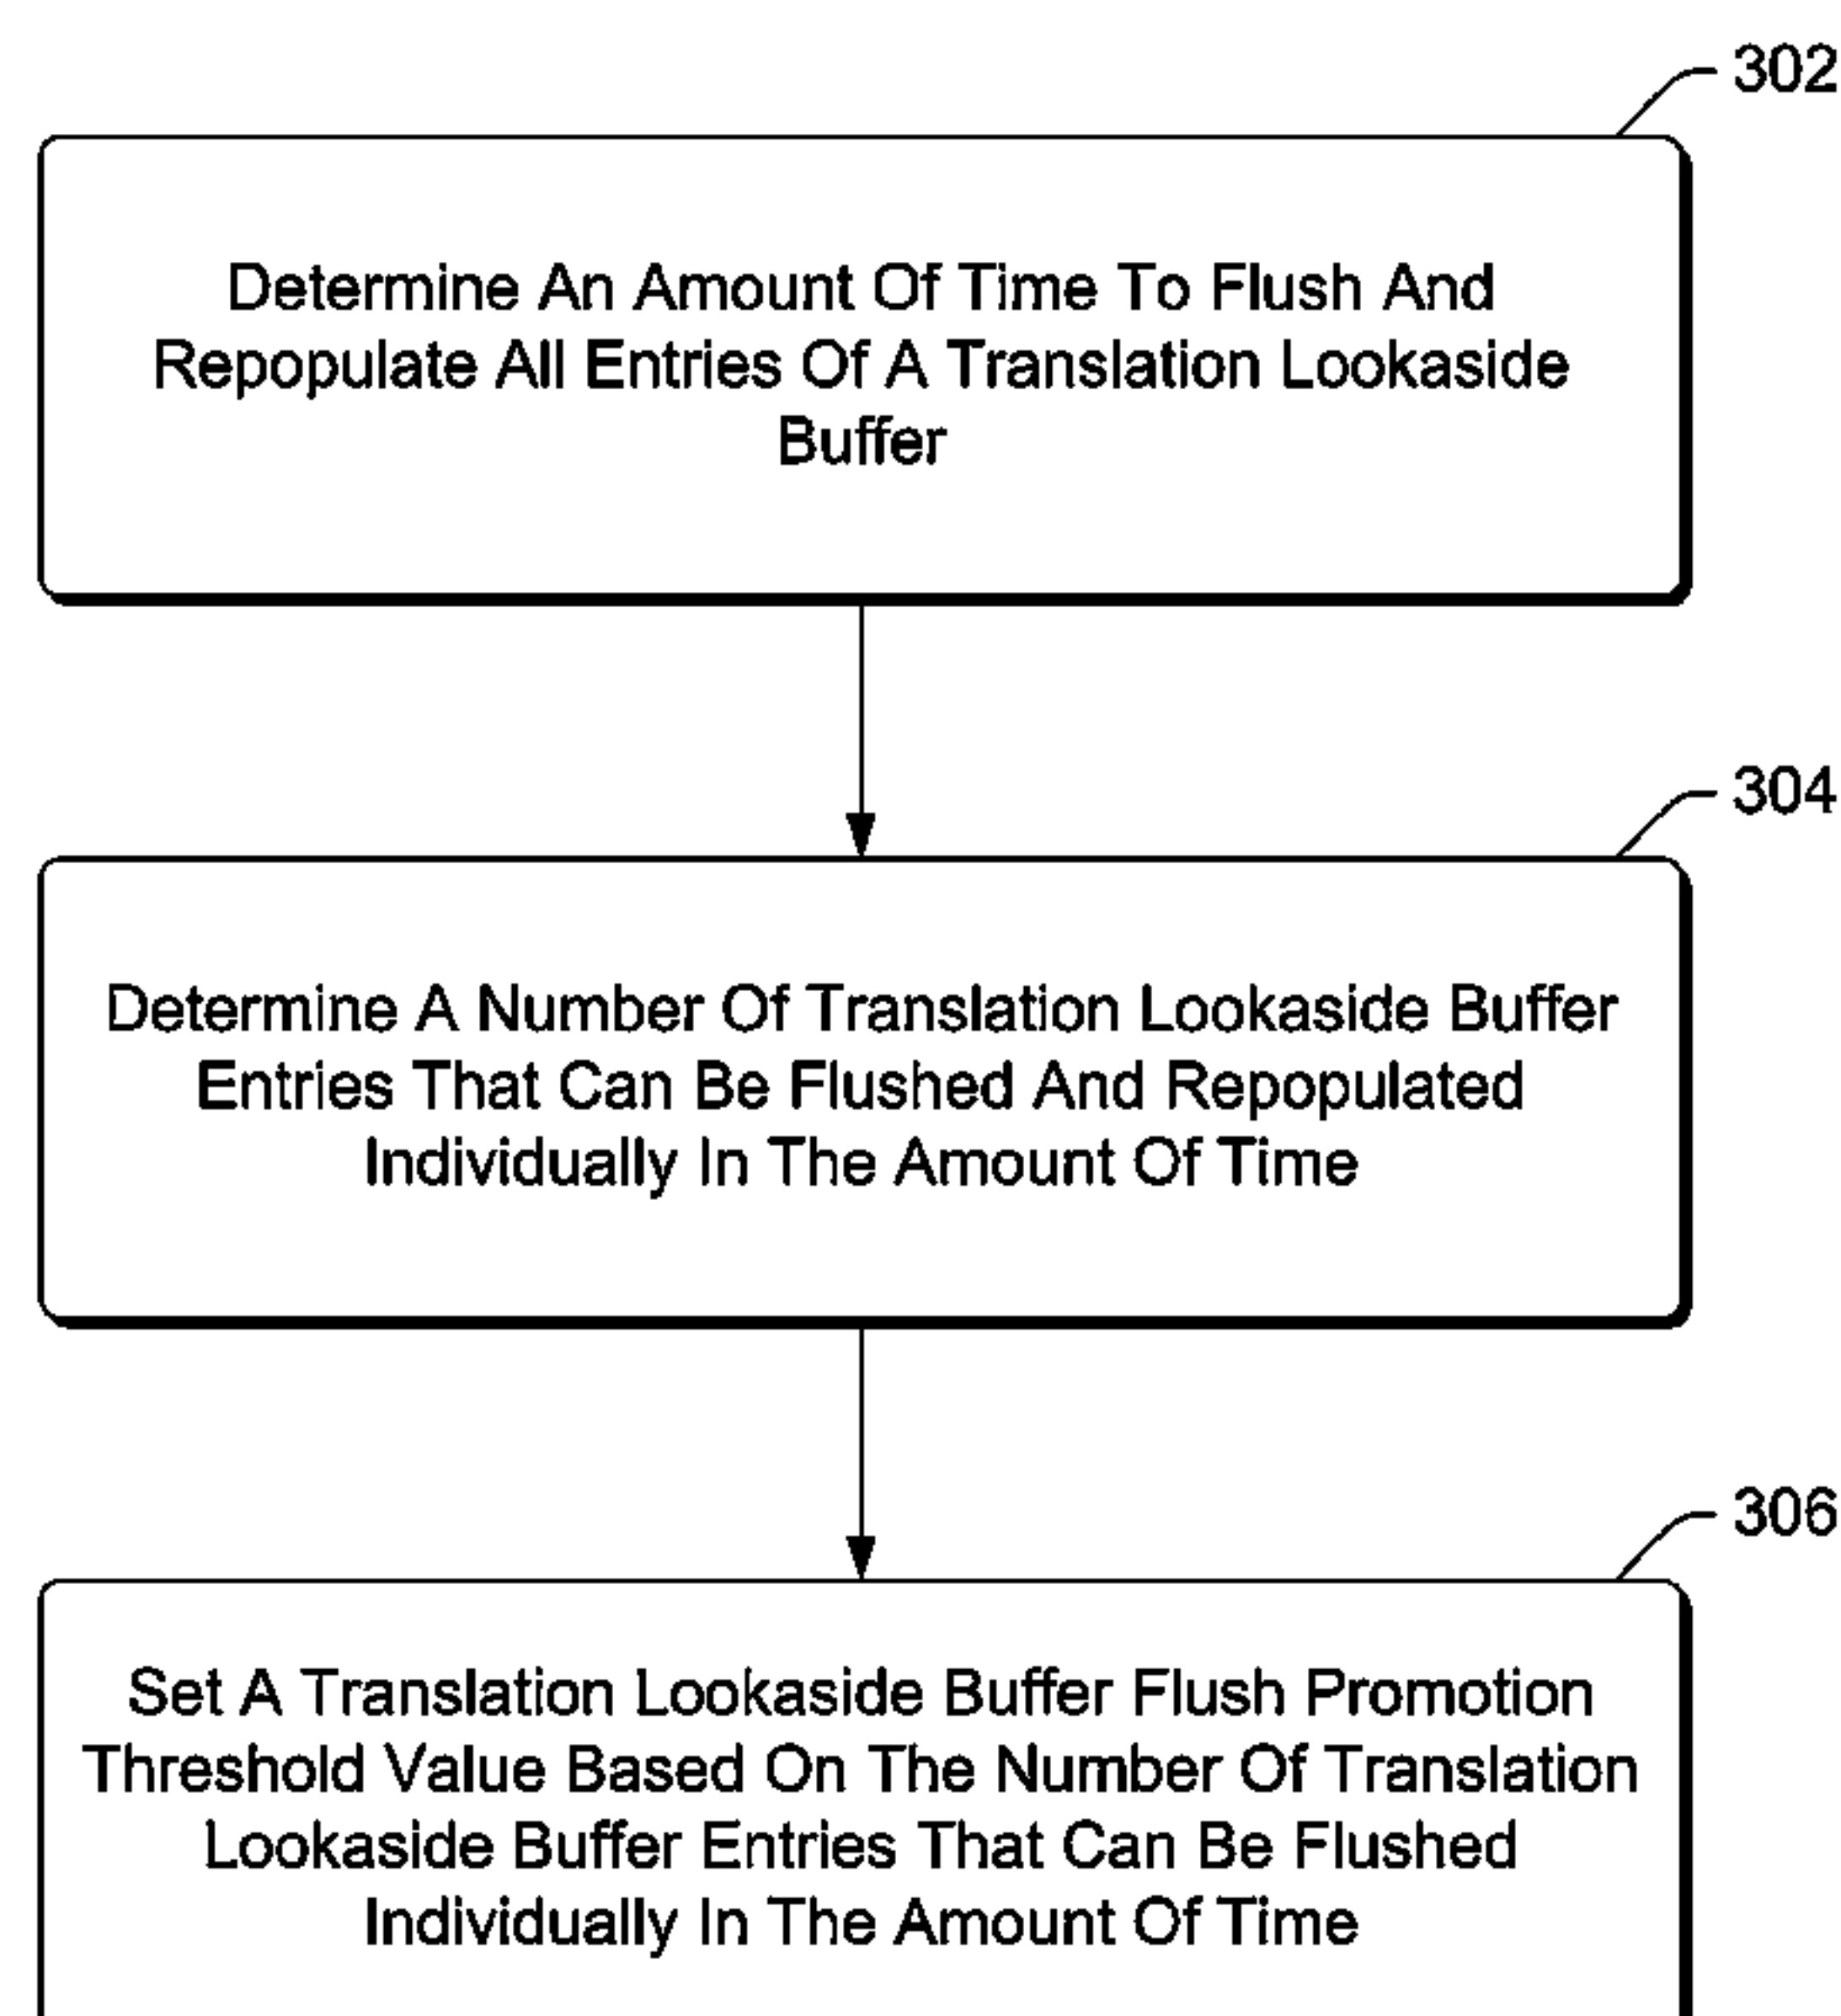 302
Determine An Amount Of Time To Flush And
Repopulate All Entries Of A Translation Lookaside
Buffer
304
Determine A Number Of Translation Lookaside Buffer
Entries That Can Be Flushed And Repopulated
Individually In The Amount Of Time
306
Set A Translation Lookaside Buffer Flush Promotion
Threshold Value Based On The Number Of Translation
Lookaside Buffer Entries That Can Be Flushed
Individually In The Amount Of Time